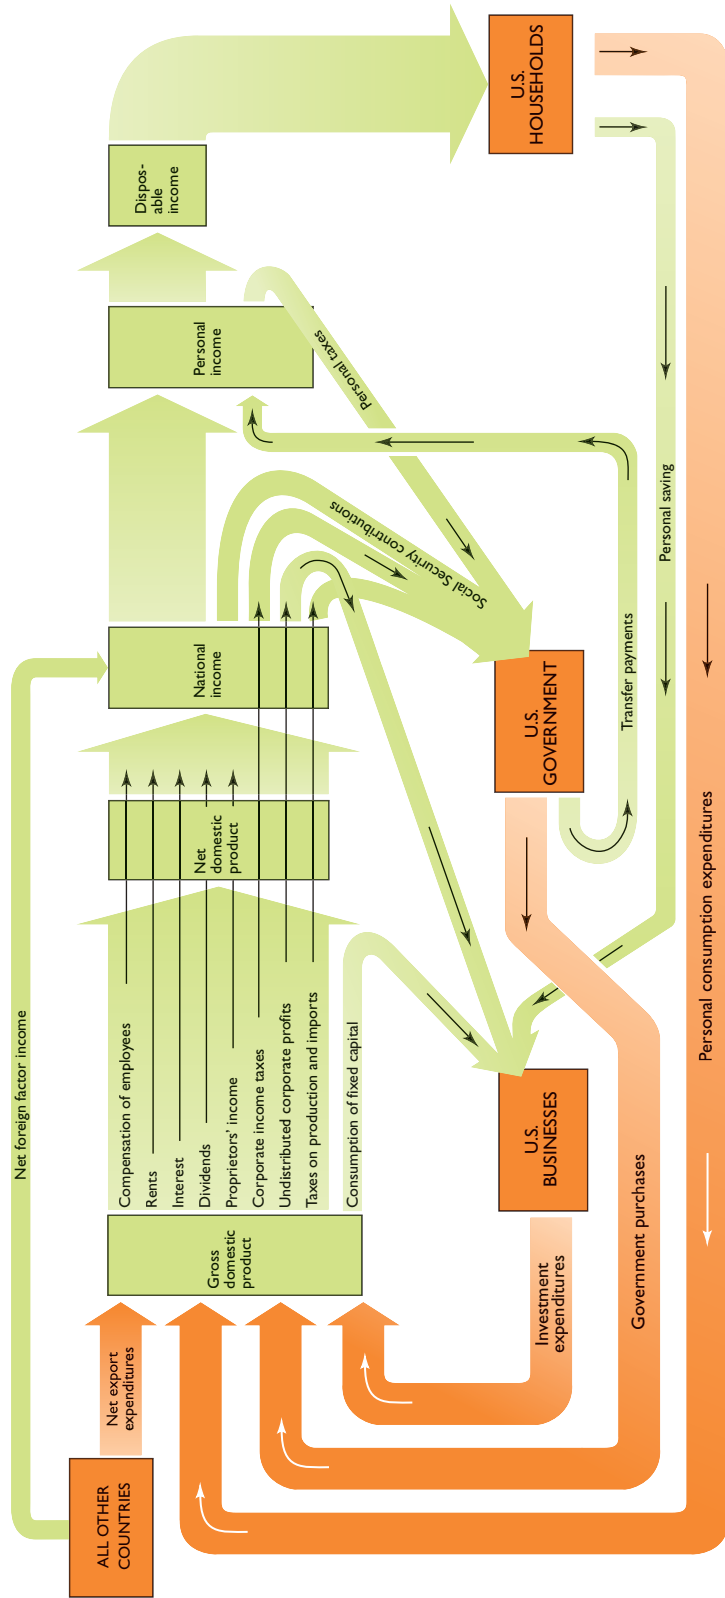 Net foreign factor income
ALL OTHER
COUNTRIES
Net export
expenditures
Gross
domestic
product
Compensation of employees
Rents
Interest
Dividends
Proprietors’ income
Corporate income taxes
Undistributed corporate profits
Taxes on production and imports
Consumption of fixed capital
Net
domestic
product
National
income
Personal
income
Dispos-
able
income
Personal taxes
Social Security contributions
U.S.
HOUSEHOLDS
U.S.
GOVERNMENT
U.S.
BUSINESSES
Investment
expenditures
Transfer payments
Personal saving
Government purchases
Personal consumption expenditures